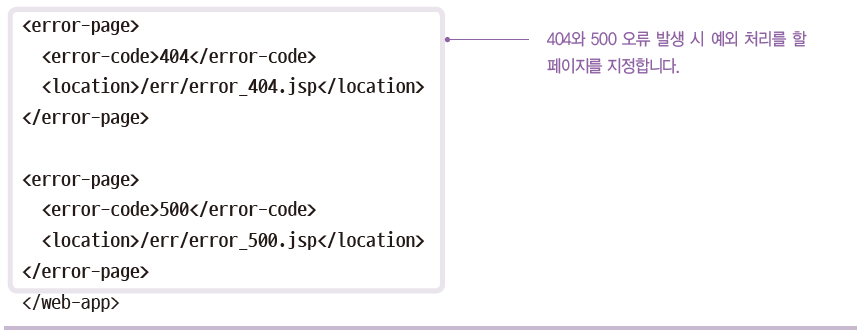 <error-page>
  <error-code>404</error-code>
  <location>/err/error_404.jsp</location>
</error-page>
404와 500 오류 발생 시 예외 처리를 할
페이지를 지정합니다.
<error-page>
  <error-code>500</error-code>
  <location>/err/error_500.jsp</location>
</error-page>
</web-app>